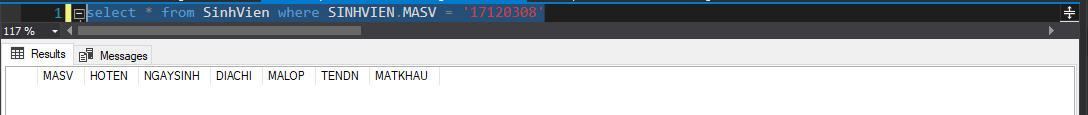 1 select * from SinhVien where SINHVIEN.MASV = '17120308'
117 %
Results Messages
MASV HOTEN NGAYSINH DIACHI MALOP TENDN MATKHAU